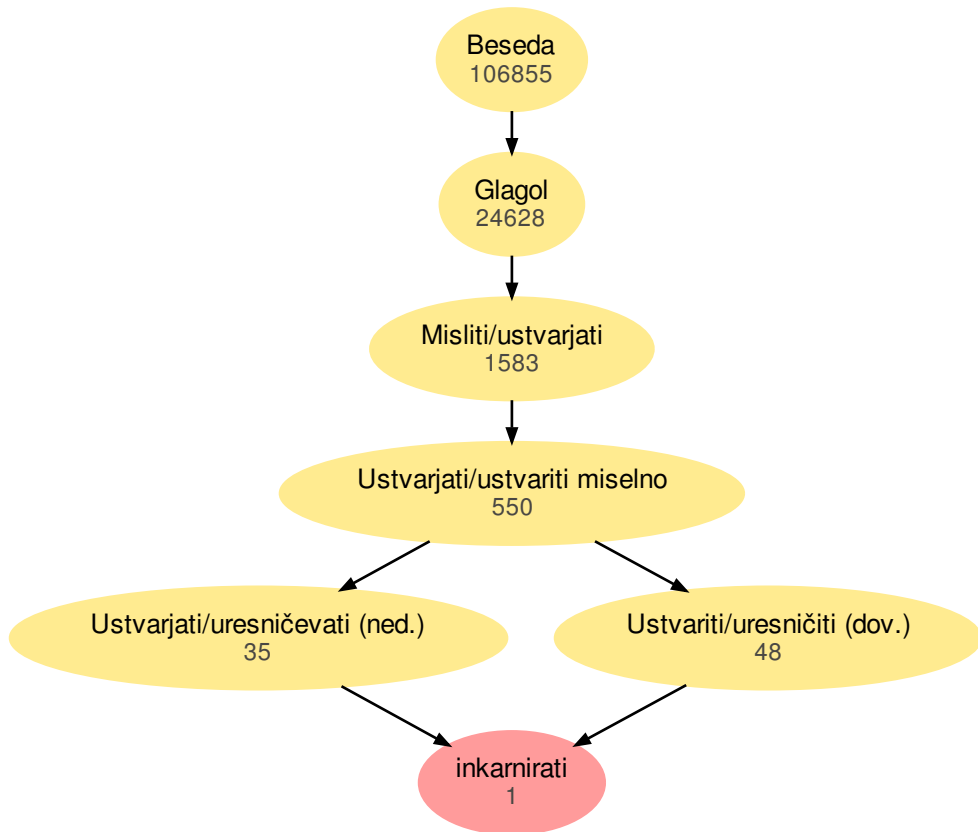 Beseda
106855
Glagol
24628
Misliti/ustvarjati
1583
Ustvarjati/ustvariti miselno
550
Ustvarjati/uresničevati (ned.)
35
Ustvariti/uresničiti (dov.)
48
inkarnirati
1